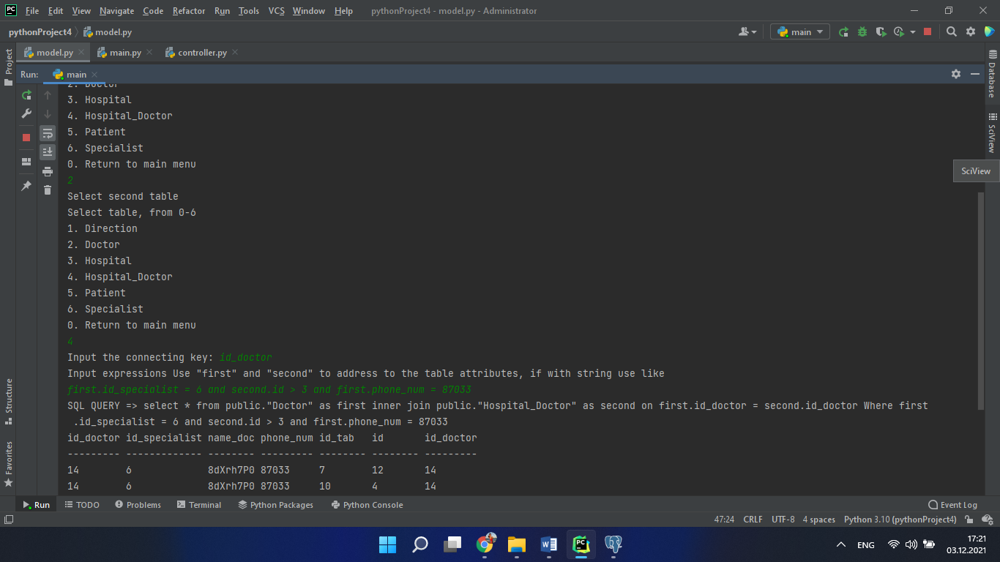 PC File Edit View Navigate Code Refactor Run Tools VCS Window Help pythonProject4 - model.py - Administrator
pythonProject4 model.py main
model.py main.py controller.py
Project
Run: main
2. Doctor
3. Hospital
4. Hospital_Doctor
5. Patient
6. Specialist
0. Return to main menu
2
Select second table
Select table, from 0-6
1. Direction
2. Doctor
3. Hospital
4. Hospital_Doctor
5. Patient
6. Specialist
0. Return to main menu
4
Input the connecting key: id_doctor
Input expressions Use "first" and "second" to address to the table attributes, if with string use like
first.id_specialist = 6 and second.id > 3 and first.phone_num = 87033
SQL QUERY => select * from public."Doctor" as first inner join public."Hospital_Doctor" as second on first.id_doctor = second.id_doctor Where first
.id_specialist = 6 and second.id > 3 and first.phone_num = 87033
id_doctor id_specialist name_doc phone_num id_tab id id_doctor
--------- ------------- -------- --------- -------- -------- ---------
14 6 8dXrh7P0 87033 7 12 14
14 6 8dXrh7P0 87033 10 4 14
Structure
Favorites
Database
SciView
SciView
Run TODO Problems Terminal Python Packages Python Console Event Log
47:24 CRLF UTF-8 4 spaces Python 3.10 (pythonProject4)
W PC ENG 17:21
03.12.2021